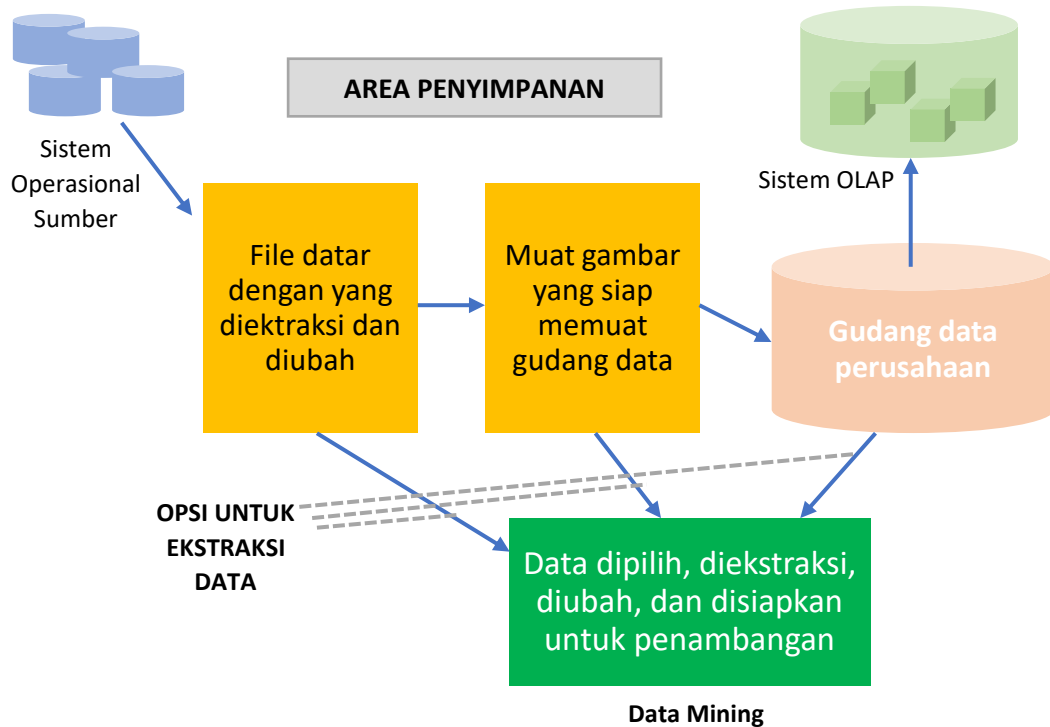 AREA PENYIMPANAN
Sistem
Operasional
Sumber
Sistem OLAP
File datar
dengan yang
diektraksi dan
diubah
Muat gambar
yang siap
memuat
gudang data
Gudang data
perusahaan
OPSI UNTUK
EKSTRAKSI
DATA
Data dipilih, diekstraksi,
diubah, dan disiapkan
untuk penambangan
Data Mining